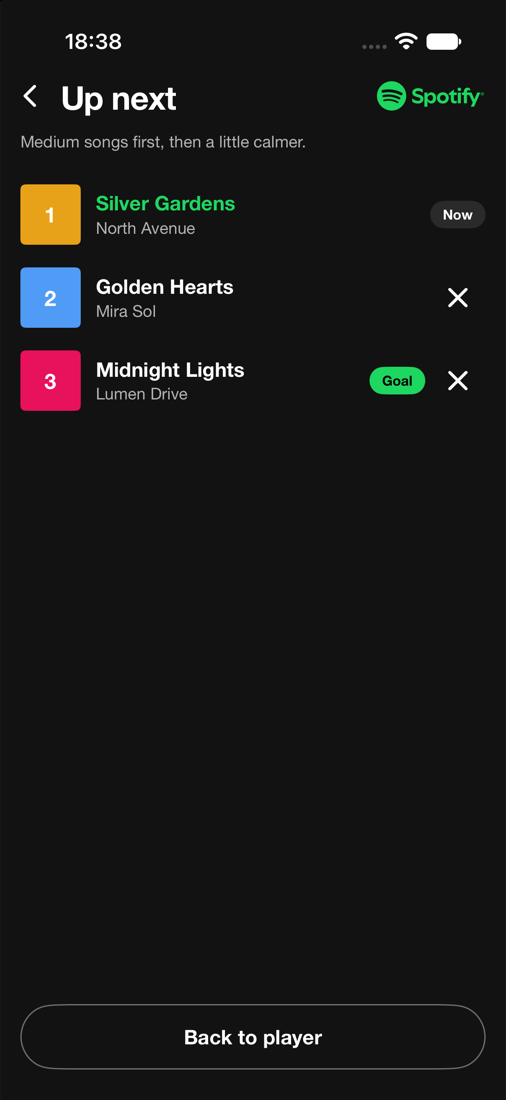 18:38
Up next
Spotify
Medium songs first, then a little calmer.
1
Silver Gardens
North Avenue
Now
2
Golden Hearts
Mira Sol
3
Midnight Lights
Lumen Drive
Goal
Back to player